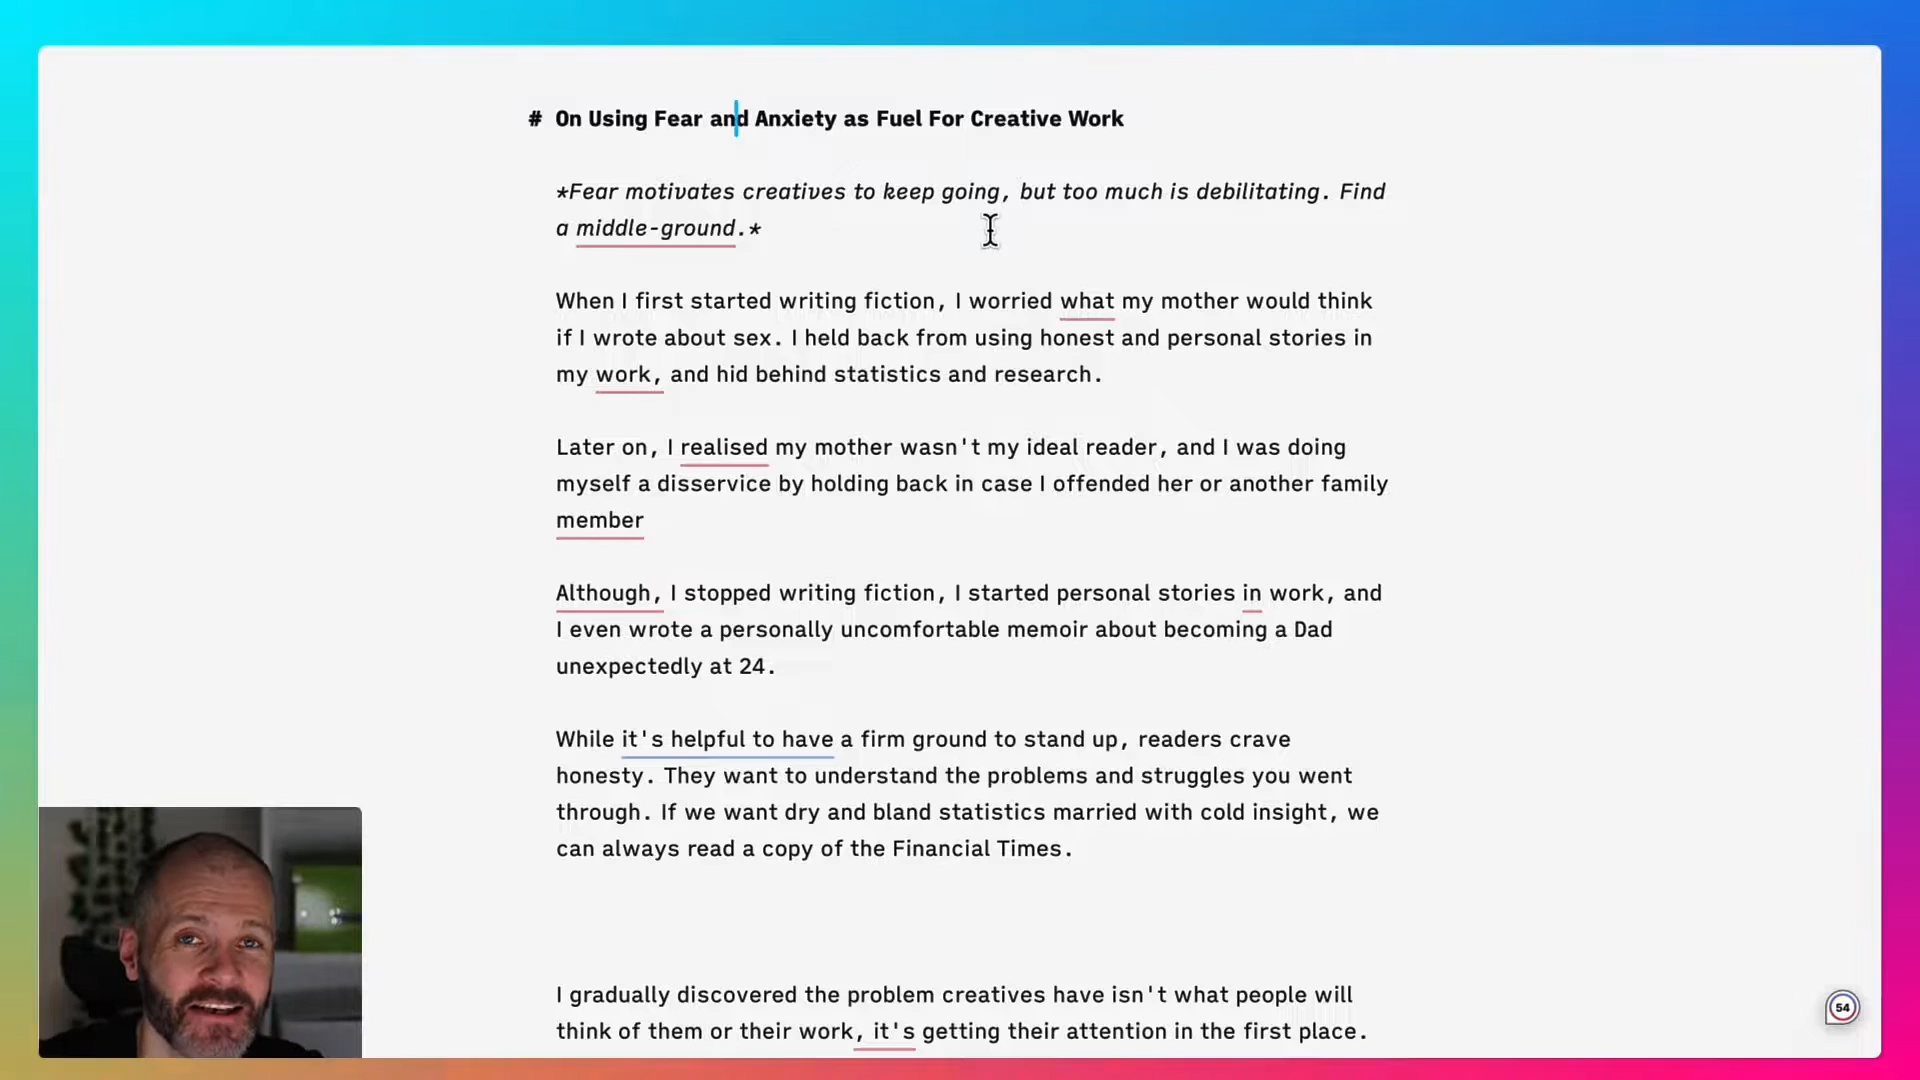 # On Using Fear and Anxiety as Fuel For Creative Work
*Fear motivates creatives to keep going, but too much is debilitating. Find
a middle-ground.*
When I first started writing fiction, I worried what my mother would think
if I wrote about sex. I held back from using honest and personal stories in
my work, and hid behind statistics and research.
Later on, I realised my mother wasn't my ideal reader, and I was doing
myself a disservice by holding back in case I offended her or another family
member
Although, I stopped writing fiction, I started personal stories in work, and
I even wrote a personally uncomfortable memoir about becoming a Dad
unexpectedly at 24.
While it's helpful to have a firm ground to stand up, readers crave
honesty. They want to understand the problems and struggles you went
through. If we want dry and bland statistics married with cold insight, we
can always read a copy of the Financial Times.
I gradually discovered the problem creatives have isn't what people will
think of them or their work, it's getting their attention in the first place.
54